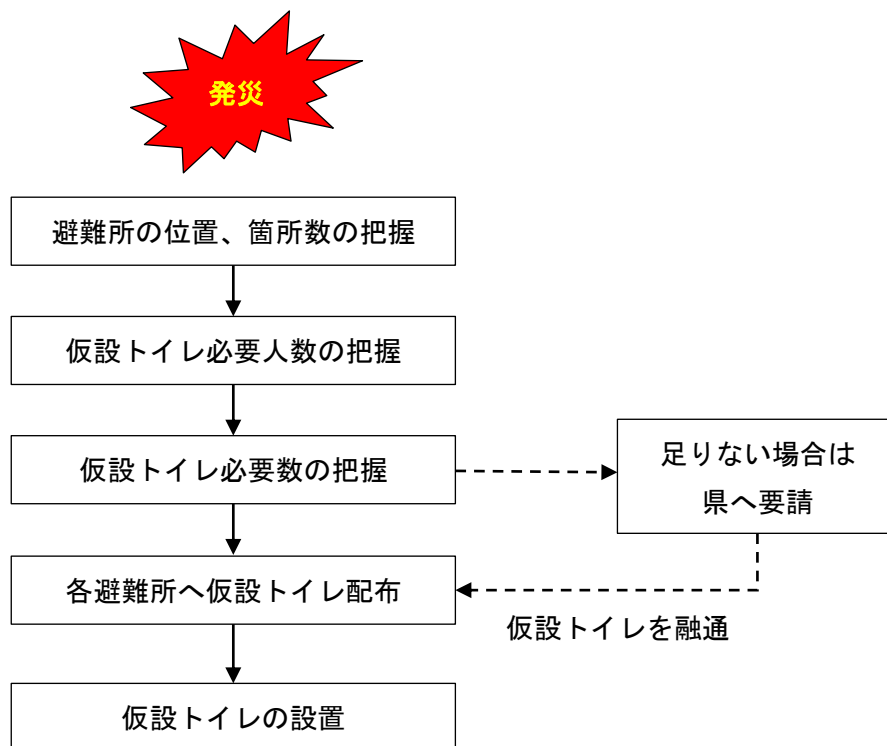 発災
避難所の位置、箇所数の把握
仮設トイレ必要人数の把握
仮設トイレ必要数の把握
足りない場合は
県へ要請
各避難所へ仮設トイレ配布
仮設トイレを融通
仮設トイレの設置